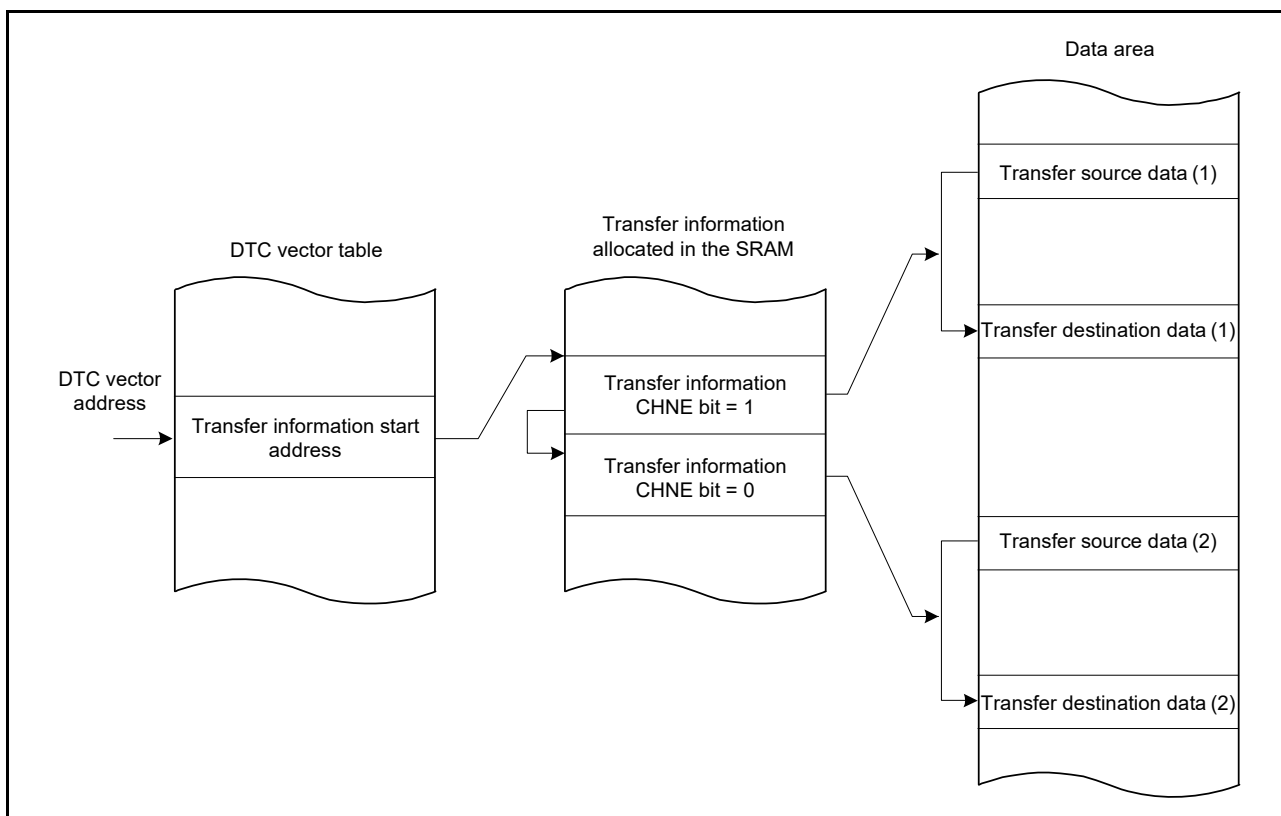 Data area
Transfer source data (1)
Transfer information
allocated in the SRAM
DTC vector table
Transfer destination data (1)
DTC vector
address
Transfer information start
address
Transfer information
CHNE bit = 1
Transfer information
CHNE bit = 0
Transfer source data (2)
Transfer destination data (2)